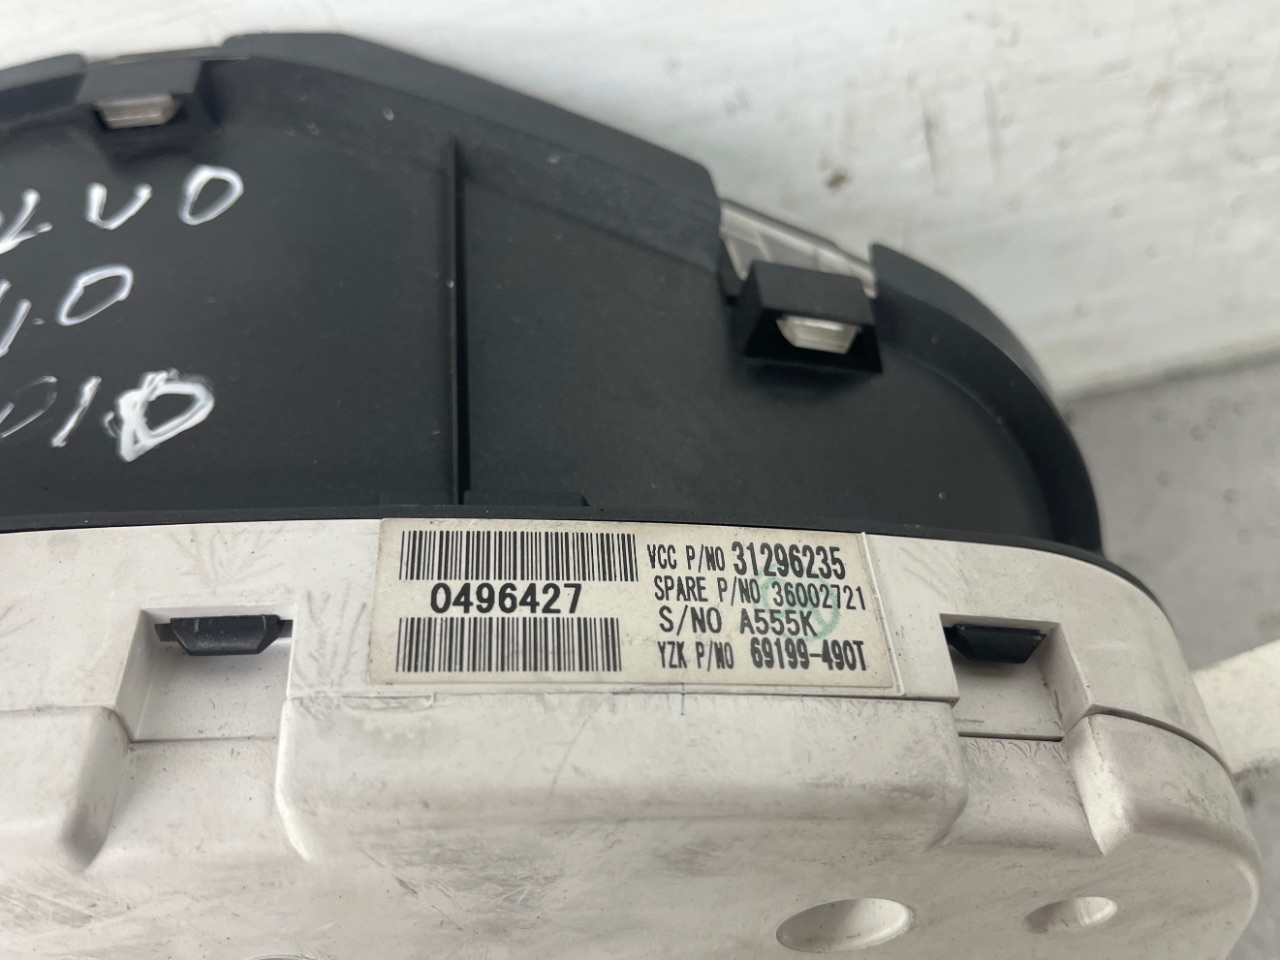 VCC P/NO 31296235
SPARE P/NO 36002721
0496427
S/NO A555K
YZK P/NO 69199-490T